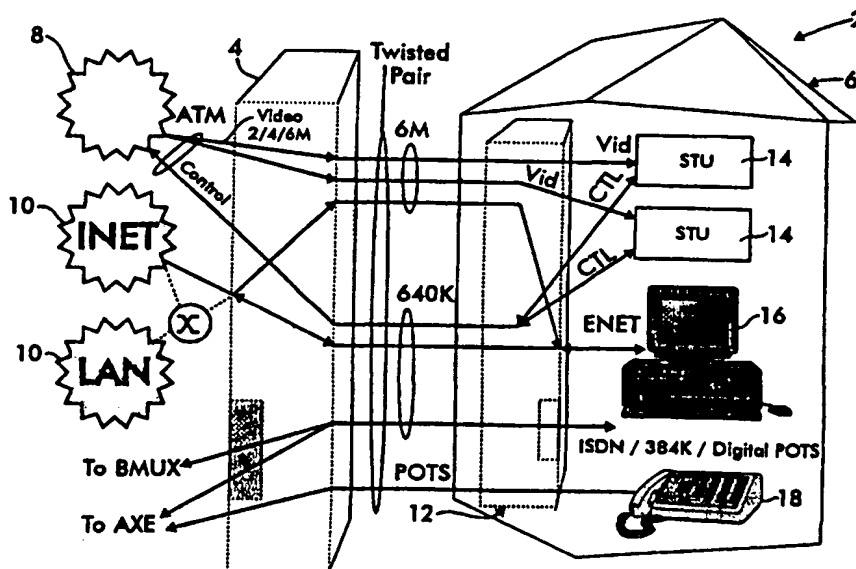 8
4
Twisted
Pair
2
6
ATM
Video
2/4/6M
6M
Vid
STU
14
Control
CTL
Vid
10
INET
STU
14
CTL
640K
ENET
16
10
LAN
ISDN / 384K / Digital POTS
To BMUX
POTS
18
To AXE
12